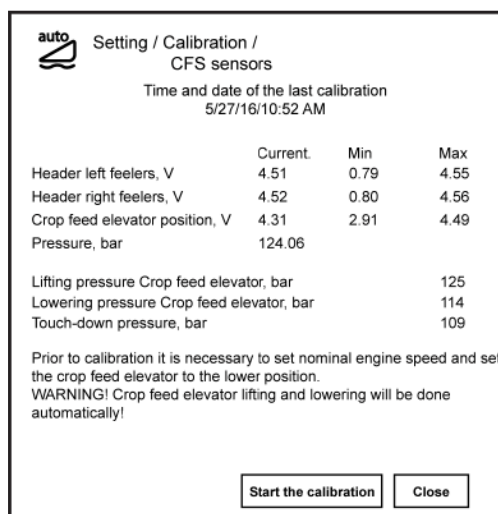 auto
Setting / Calibration /
CFS sensors
Time and date of the last calibration
5/27/16/10:52 AM
Current. Min Max
Header left feelers, V 4.51 0.79 4.55
Header right feelers, V 4.52 0.80 4.56
Crop feed elevator position, V 4.31 2.91 4.49
Pressure, bar 124.06
Lifting pressure Crop feed elevator, bar 125
Lowering pressure Crop feed elevator, bar 114
Touch-down pressure, bar 109
Prior to calibration it is necessary to set nominal engine speed and set
the crop feed elevator to the lower position.
WARNING! Crop feed elevator lifting and lowering will be done
automatically!
Start the calibration Close